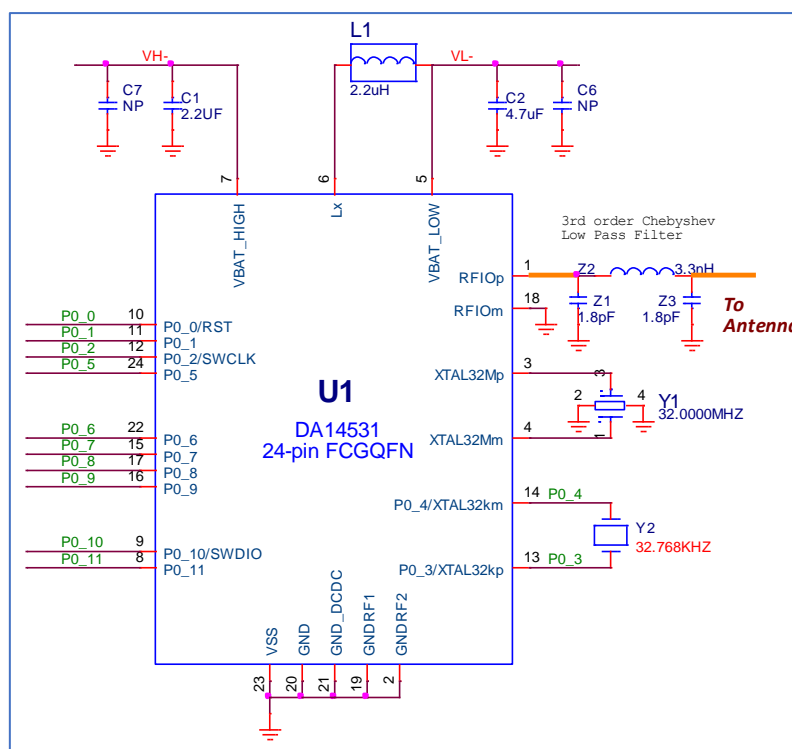 L1
VH-
VL-
2.2uH
C7
NP
C1
2.2UF
C2
4.7uF
C6
NP
7
6
5
VBAT_HIGH
Lx
VBAT_LOW
3rd order Chebyshev
Low Pass Filter
RFIOp
1
Z2
3.3nH
Z1
1.8pF
Z3
1.8pF
To
Antenna
RFIOm
18
P0_0
10
P0_0/RST
P0_1
11
P0_1
P0_2
12
P0_2/SWCLK
P0_5
24
P0_5
XTAL32Mp
3
3
2
4
Y1
32.0000MHZ
1
XTAL32Mm
4
U1
DA14531
24-pin FCGQFN
P0_6
22
P0_6
P0_7
15
P0_7
P0_8
17
P0_8
P0_9
16
P0_9
P0_4/XTAL32km
14
P0_4
Y2
32.768KHZ
P0_10
9
P0_10/SWDIO
P0_11
8
P0_11
P0_3/XTAL32kp
13
P0_3
VSS
GND
GND_DCDC
GNDRF1
GNDRF2
23
20
21
19
2